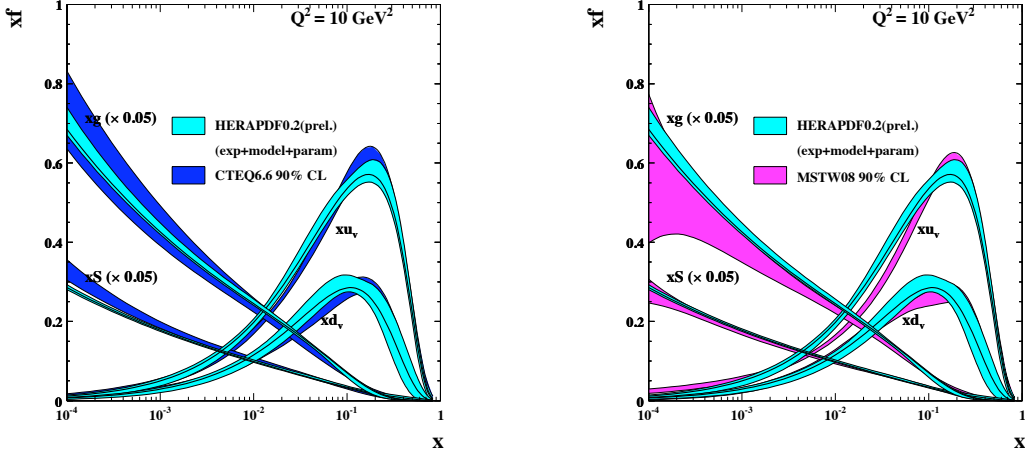 xf
Q² = 10 GeV²
1
0.8
0.6
0.4
0.2
0
xg (× 0.05)
HERAPDF0.2(prel.)
(exp+model+param)
CTEQ6.6 90% CL
xu_v
xS (× 0.05)
xd_v
10⁻⁴ 10⁻³ 10⁻² 10⁻¹ 1
x
xf
Q² = 10 GeV²
1
0.8
0.6
0.4
0.2
0
xg (× 0.05)
HERAPDF0.2(prel.)
(exp+model+param)
MSTW08 90% CL
xu_v
xS (× 0.05)
xd_v
10⁻⁴ 10⁻³ 10⁻² 10⁻¹ 1
x